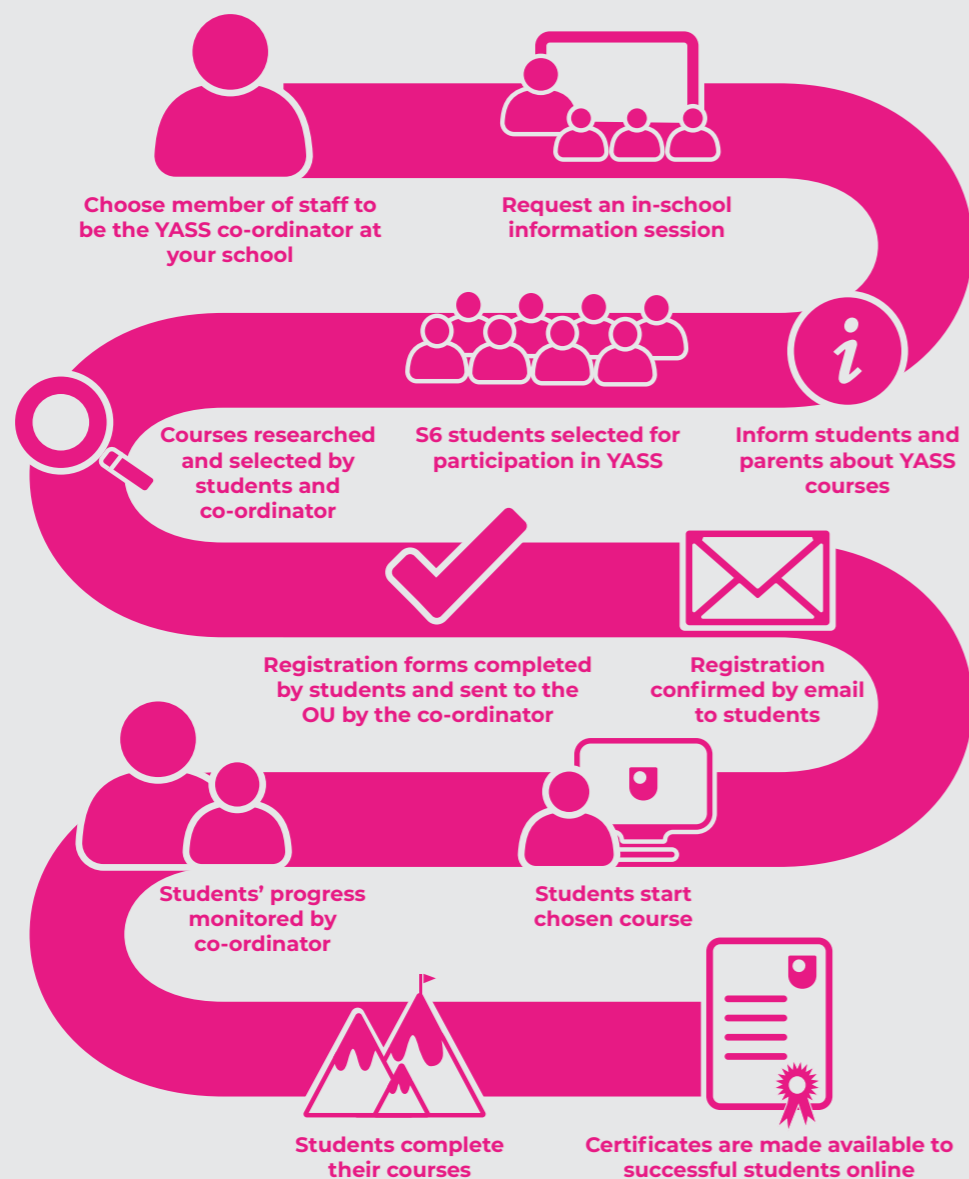 Choose member of staff to
be the YASS co-ordinator at
your school
Request an in-school
information session
Inform students and
parents about YASS
courses
S6 students selected for
participation in YASS
Courses researched
and selected by
students and
co-ordinator
Registration forms completed
by students and sent to the
OU by the co-ordinator
Registration
confirmed by email
to students
Students start
chosen course
Students’ progress
monitored by
co-ordinator
Students complete
their courses
Certificates are made available to
successful students online